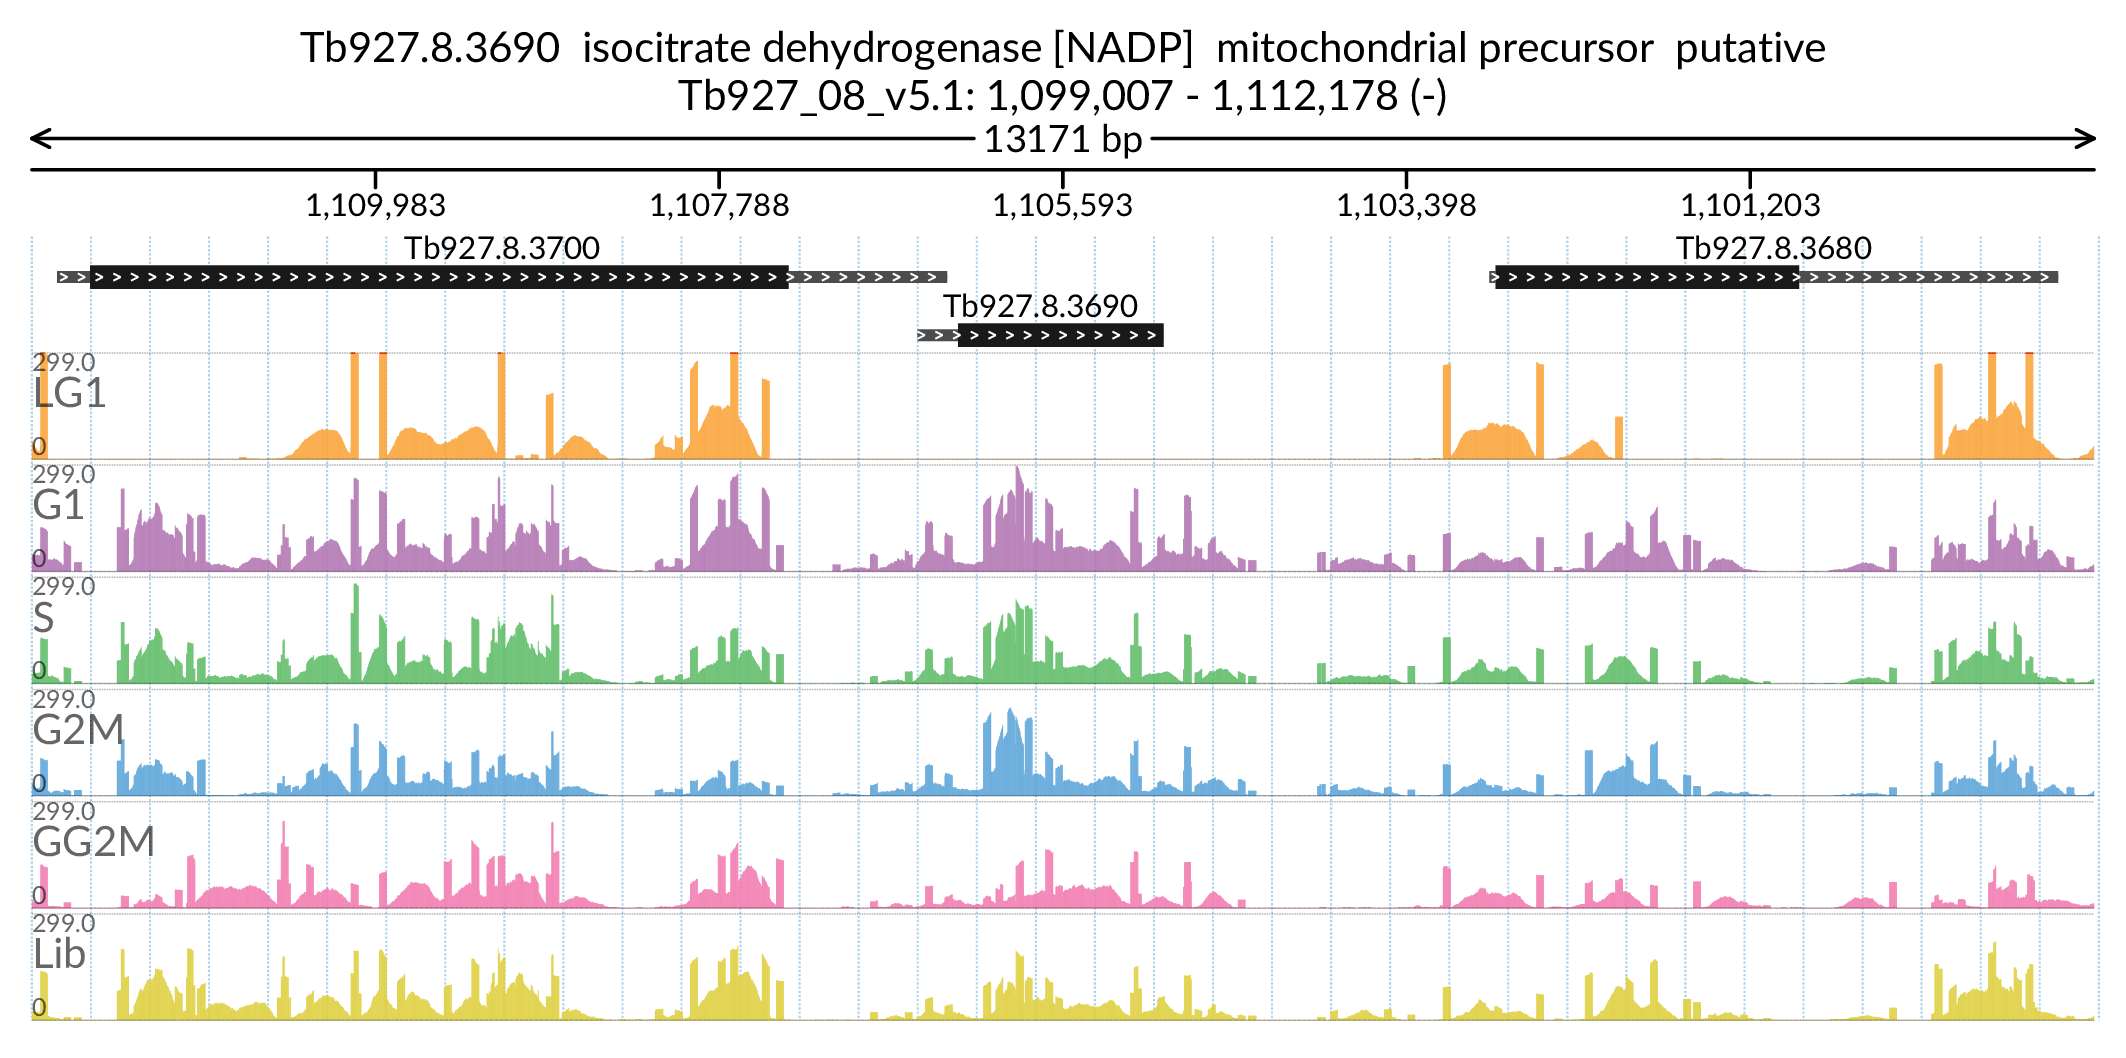 Tb927.8.3690  isocitrate dehydrogenase [NADP]  mitochondrial precursor  putative
Tb927_08_v5.1: 1,099,007 - 1,112,178 (-)
13171 bp
1,109,983 1,107,788 1,105,593 1,103,398 1,101,203
Tb927.8.3700 Tb927.8.3680
Tb927.8.3690
299.0
LG1
0
299.0
G1
0
299.0
S
0
299.0
G2M
0
299.0
GG2M
0
299.0
Lib
0